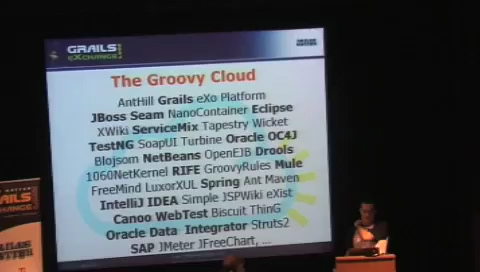 GRAILS
eXCHANGE
The Groovy Cloud
AntHill Grails eXo Platform
JBoss Seam NanoContainer Eclipse
XWiki ServiceMix Tapestry Wicket
TestNG SoapUI Turbine Oracle OC4J
Blojsom NetBeans OpenEJB Drools
1060NetKernel RIFE GroovyRules Mule
FreeMind LuxorXUL Spring Ant Maven
IntelliJ IDEA Simple JSPWiki eXist
Canoo WebTest Biscuit ThinG
Oracle Data Integrator Struts2
SAP JMeter JFreeChart, ...